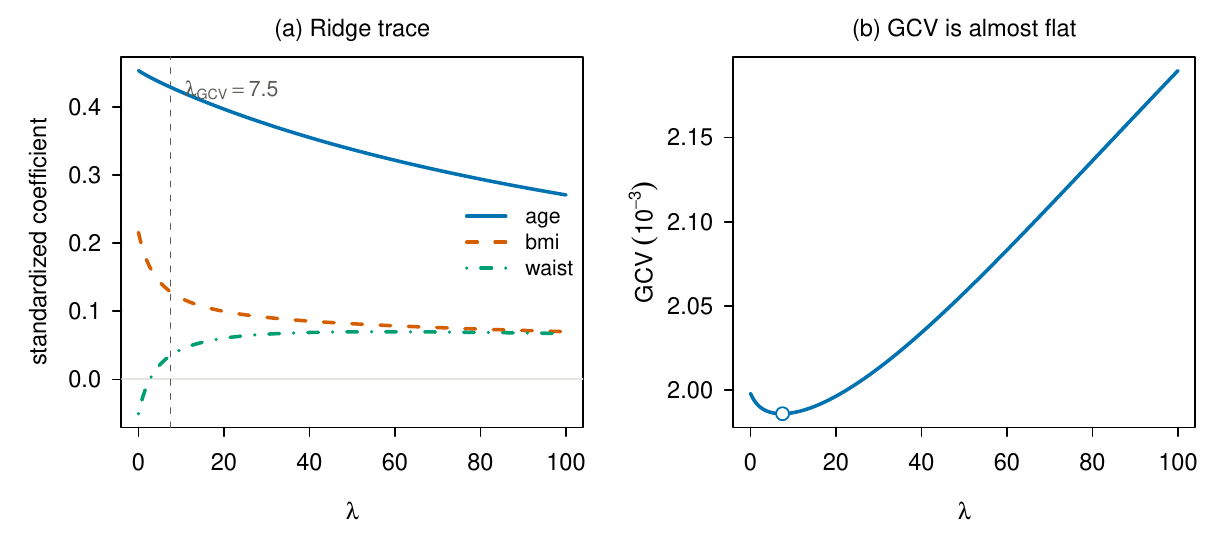 (a) Ridge trace
standardized coefficient
0.4
0.3
0.2
0.1
0.0
λGCV = 7.5
age
bmi
waist
0 20 40 60 80 100
λ
(b) GCV is almost flat
GCV (10⁻³)
2.15
2.10
2.05
2.00
0 20 40 60 80 100
λ